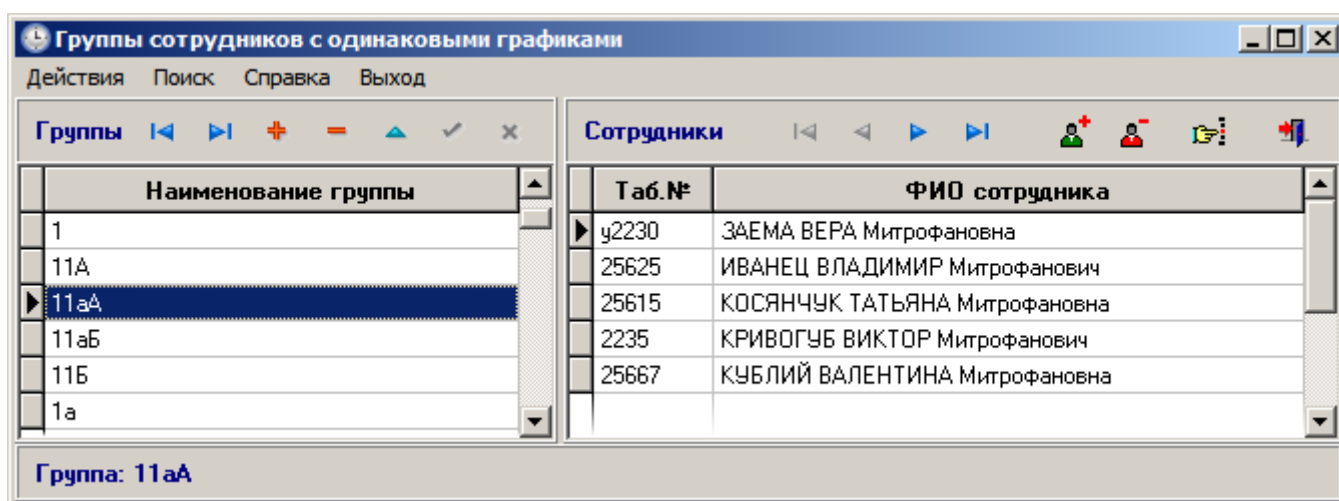 Группы сотрудников с одинаковыми графиками
Действия Поиск Справка Выход
Группы
Сотрудники
Наименование группы
1
11А
11аА
11аБ
11Б
1а
Таб.№ ФИО сотрудника
у2230 ЗАЕМА ВЕРА Митрофановна
25625 ИВАНЕЦ ВЛАДИМИР Митрофанович
25615 КОСЯНЧУК ТАТЬЯНА Митрофановна
2235 КРИВОГУБ ВИКТОР Митрофанович
25667 КУБЛИЙ ВАЛЕНТИНА Митрофановна
Группа: 11аА